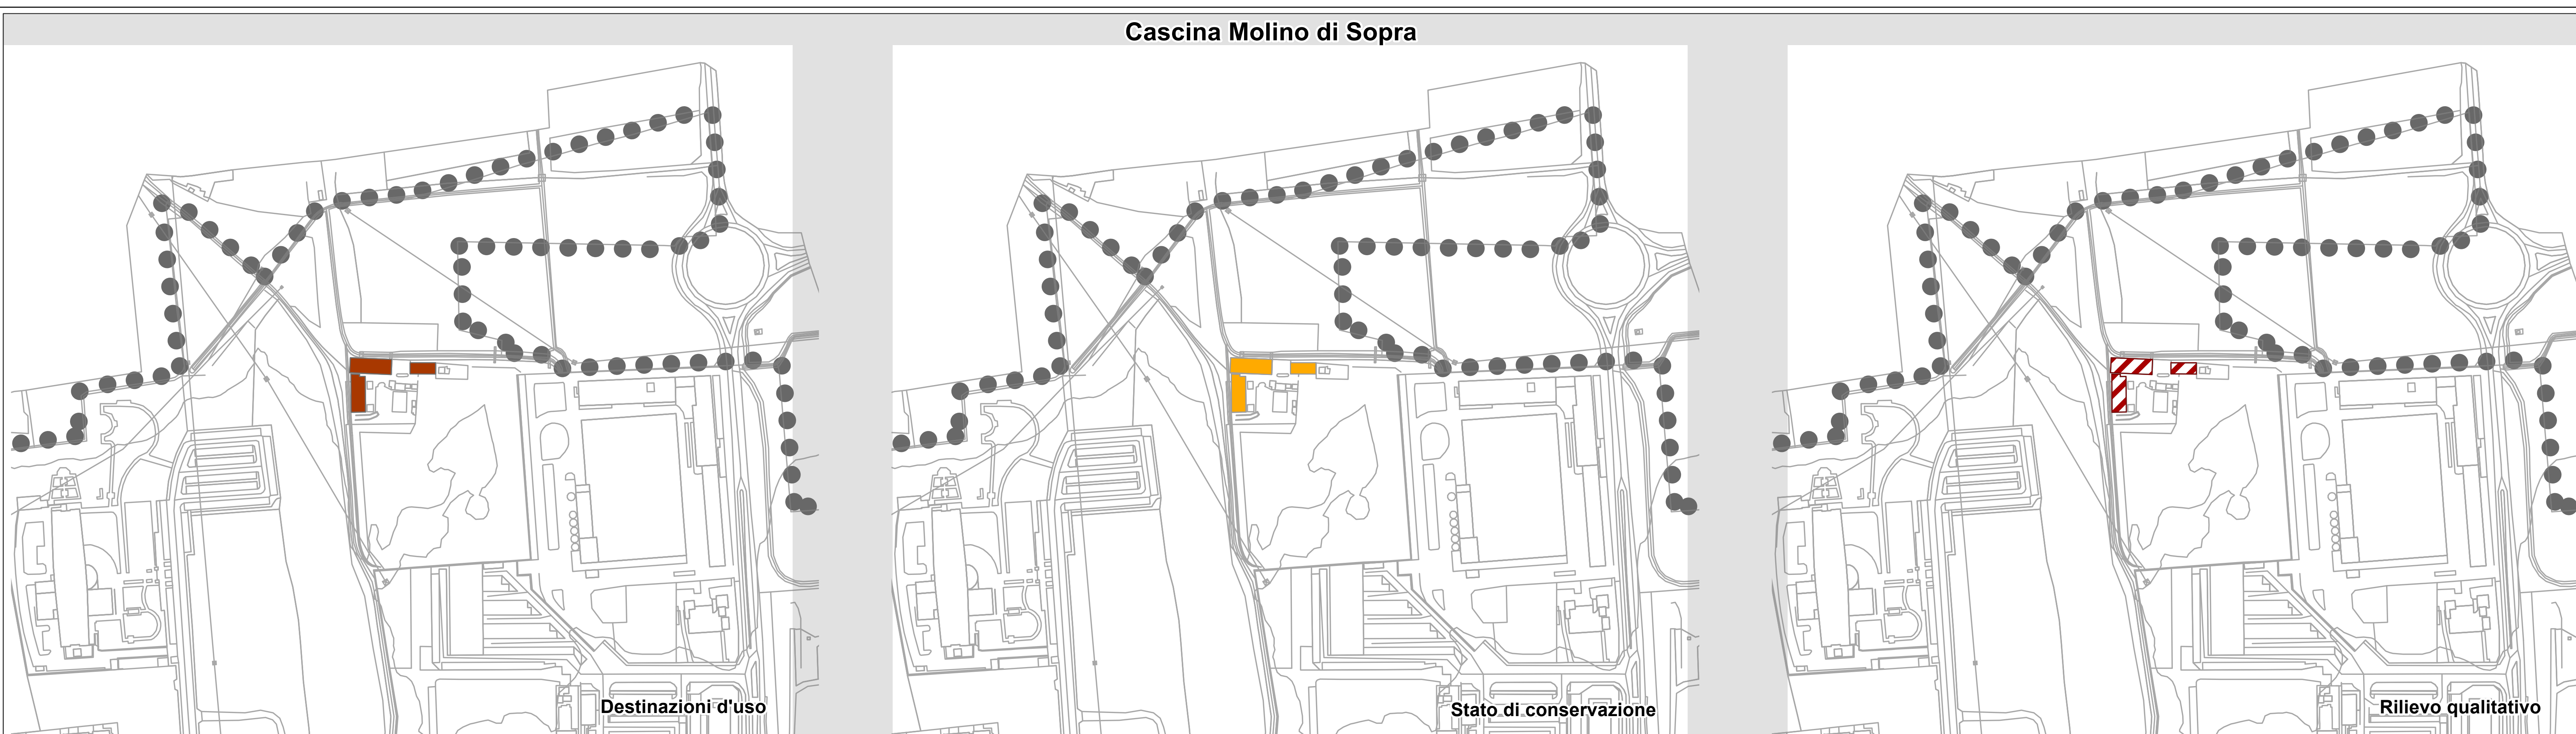 Cascina Molino di Sopra
Destinazioni d'uso
Stato di conservazione
Rilievo qualitativo